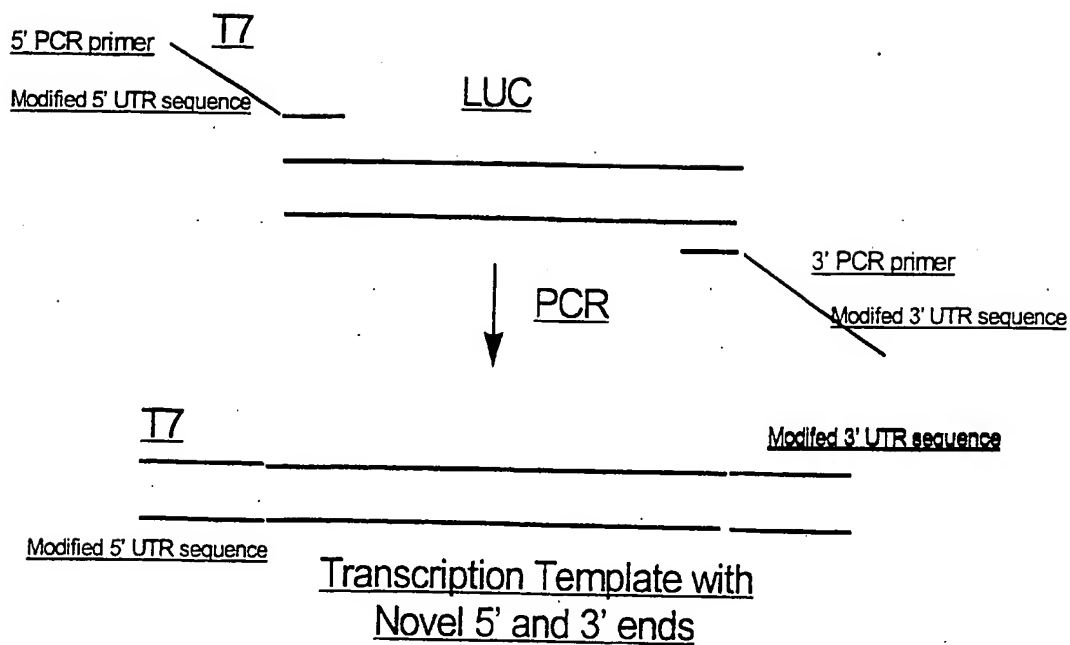 T7
5' PCR primer
Modified 5' UTR sequence
LUC
3' PCR primer
Modifed 3' UTR sequence
PCR
T7
Modifed 3' UTR sequence
Modified 5' UTR sequence
Transcription Template with
Novel 5' and 3' ends